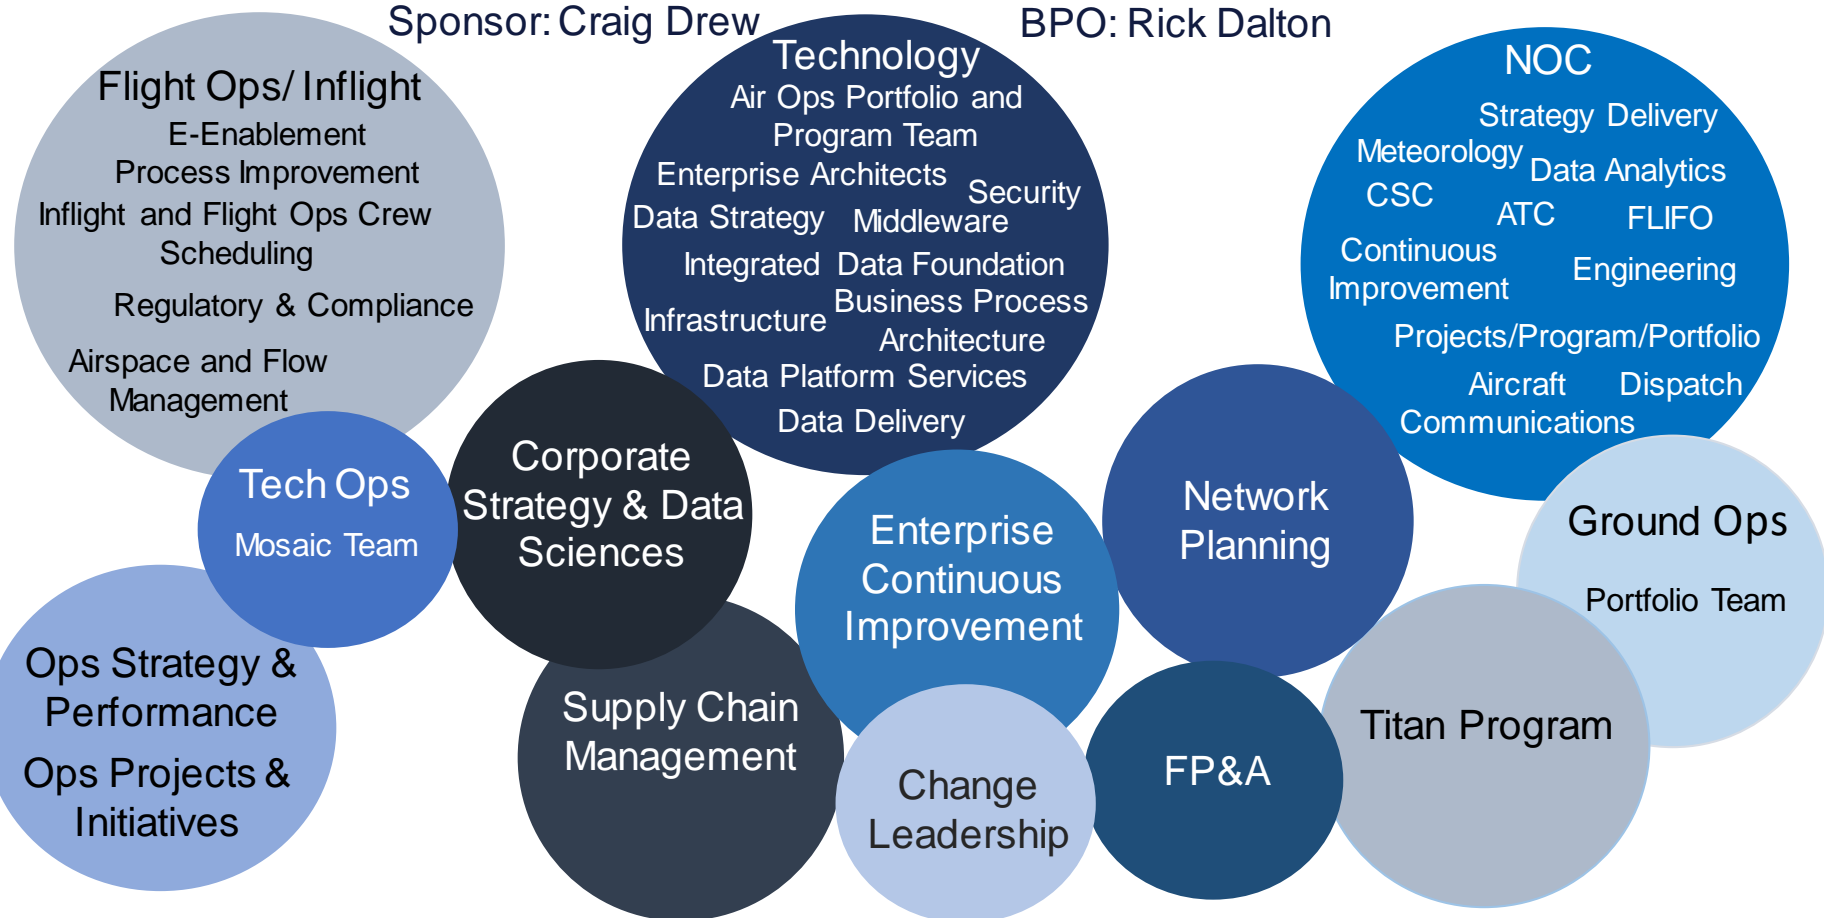 Sponsor: Craig Drew
BPO: Rick Dalton
Flight Ops/ Inflight
E-Enablement
Process Improvement
Inflight and Flight Ops Crew
Scheduling
Regulatory & Compliance
Airspace and Flow
Management
Technology
Air Ops Portfolio and
Program Team
Enterprise Architects
Security
Data Strategy
Middleware
Integrated Data Foundation
Infrastructure
Business Process
Architecture
Data Platform Services
Data Delivery
NOC
Strategy Delivery
Meteorology
Data Analytics
CSC
ATC
FLIFO
Continuous
Improvement
Engineering
Projects/Program/Portfolio
Aircraft
Dispatch
Communications
Tech Ops
Mosaic Team
Corporate
Strategy & Data
Sciences
Enterprise
Continuous
Improvement
Network
Planning
Ground Ops
Portfolio Team
Ops Strategy &
Performance
Ops Projects &
Initiatives
Supply Chain
Management
Change
Leadership
FP&A
Titan Program